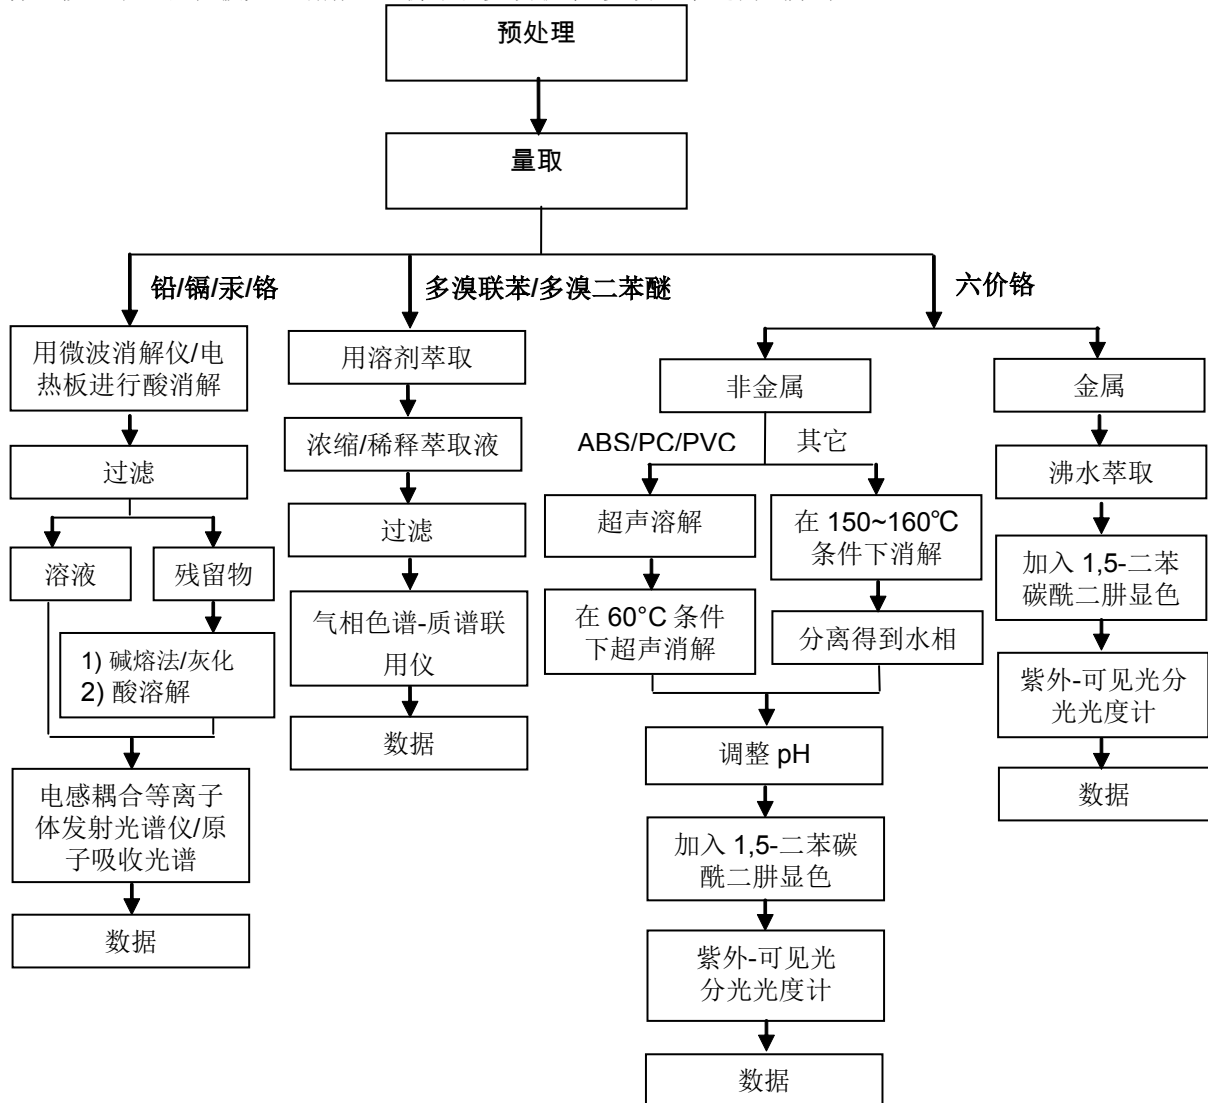 预处理
量取
铅/镉/汞/铬
多溴联苯/多溴二苯醚
六价铬
用微波消解仪/电
热板进行酸消解
过滤
溶液
残留物
1) 碱熔法/灰化
2) 酸溶解
电感耦合等离子
体发射光谱仪/原
子吸收光谱
数据
用溶剂萃取
浓缩/稀释萃取液
过滤
气相色谱-质谱联
用仪
数据
非金属
ABS/PC/PVC
其它
超声溶解
在 60°C 条件
下超声消解
在 150~160℃
条件下消解
分离得到水相
调整 pH
加入 1,5-二苯碳
酰二肼显色
紫外-可见光
分光光度计
数据
金属
沸水萃取
加入 1,5-二苯
碳酰二肼显色
紫外-可见光分
光光度计
数据